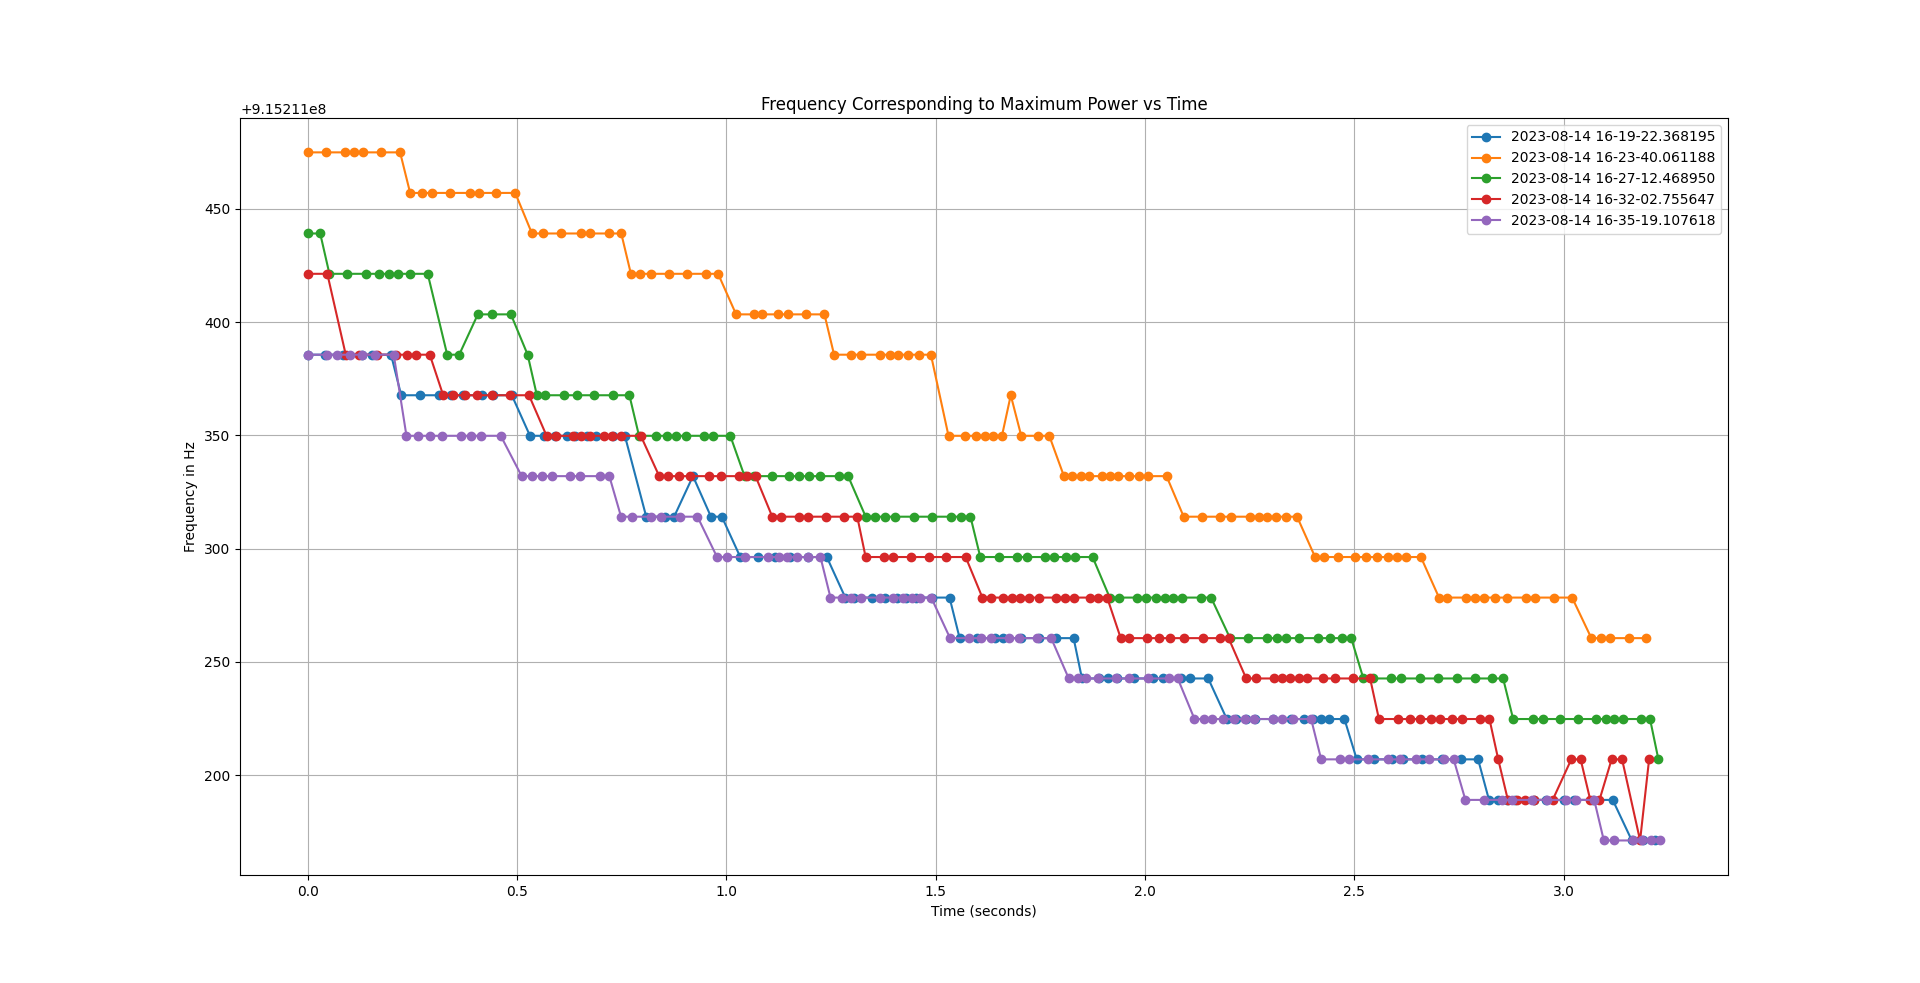 Frequency Corresponding to Maximum Power vs Time
+9.15211e8
2023-08-14 16-19-22.368195
2023-08-14 16-23-40.061188
2023-08-14 16-27-12.468950
2023-08-14 16-32-02.755647
2023-08-14 16-35-19.107618
Frequency in Hz
450
400
350
300
250
200
0.0 0.5 1.0 1.5 2.0 2.5 3.0
Time (seconds)